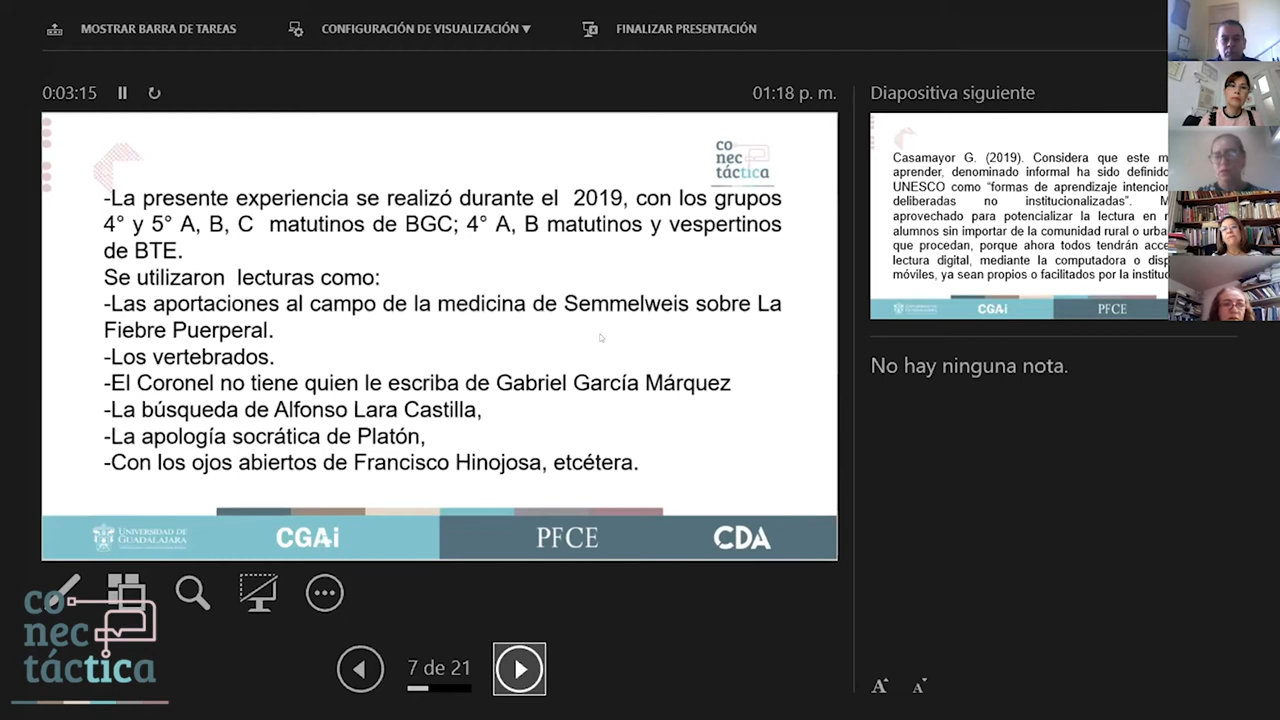 MOSTRAR BARRA DE TAREAS
CONFIGURACIÓN DE VISUALIZACIÓN ▼
FINALIZAR PRESENTACIÓN
0:03:15
01:18 p. m.
co
nec
táctica
-La presente experiencia se realizó durante el 2019, con los grupos
4° y 5° A, B, C matutinos de BGC; 4° A, B matutinos y vespertinos
de BTE.
Se utilizaron lecturas como:
-Las aportaciones al campo de la medicina de Semmelweis sobre La
Fiebre Puerperal.
-Los vertebrados.
-El Coronel no tiene quien le escriba de Gabriel García Márquez
-La búsqueda de Alfonso Lara Castilla,
-La apología socrática de Platón,
-Con los ojos abiertos de Francisco Hinojosa, etcétera.
UNIVERSIDAD DE
GUADALAJARA
CGAi
PFCE
CDA
Diapositiva siguiente
Casamayor G. (2019). Considera que este m
aprender, denominado informal ha sido definido
UNESCO como “formas de aprendizaje intencion
deliberadas no institucionalizadas”. M
aprovechado para potencializar la lectura en n
alumnos sin importar de la comunidad rural o urba
que procedan, porque ahora todos tendrán acce
lectura digital, mediante la computadora o disp
móviles, ya sean propios o facilitados por la institu
CGAi
PFCE
No hay ninguna nota.
co
nec
táctica
7 de 21
A A